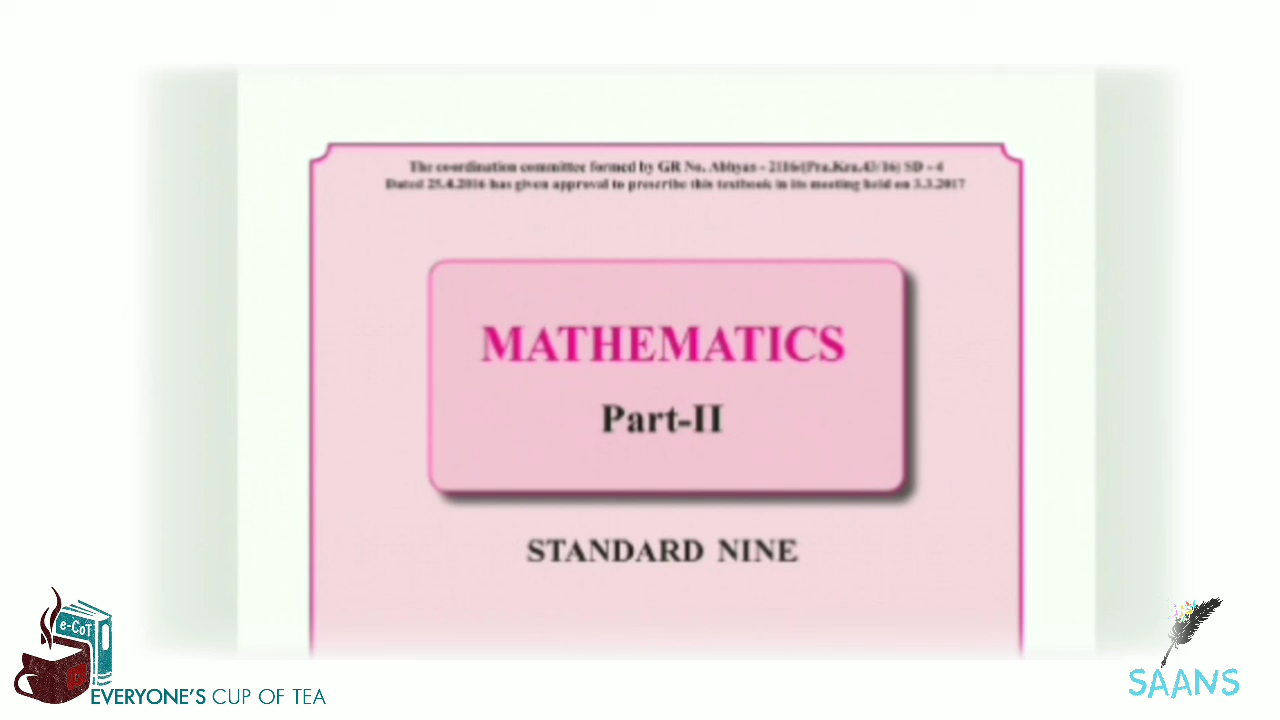 The coordination committee formed by GR No. Abhyas - 2116/(Pra.Kra.43/16) SD - 4
Dated 25.4.2016 has given approval to prescribe this textbook in its meeting held on 3.3.2017
MATHEMATICS
Part-II
STANDARD NINE
e-CoT
EVERYONE'S CUP OF TEA
SAANS